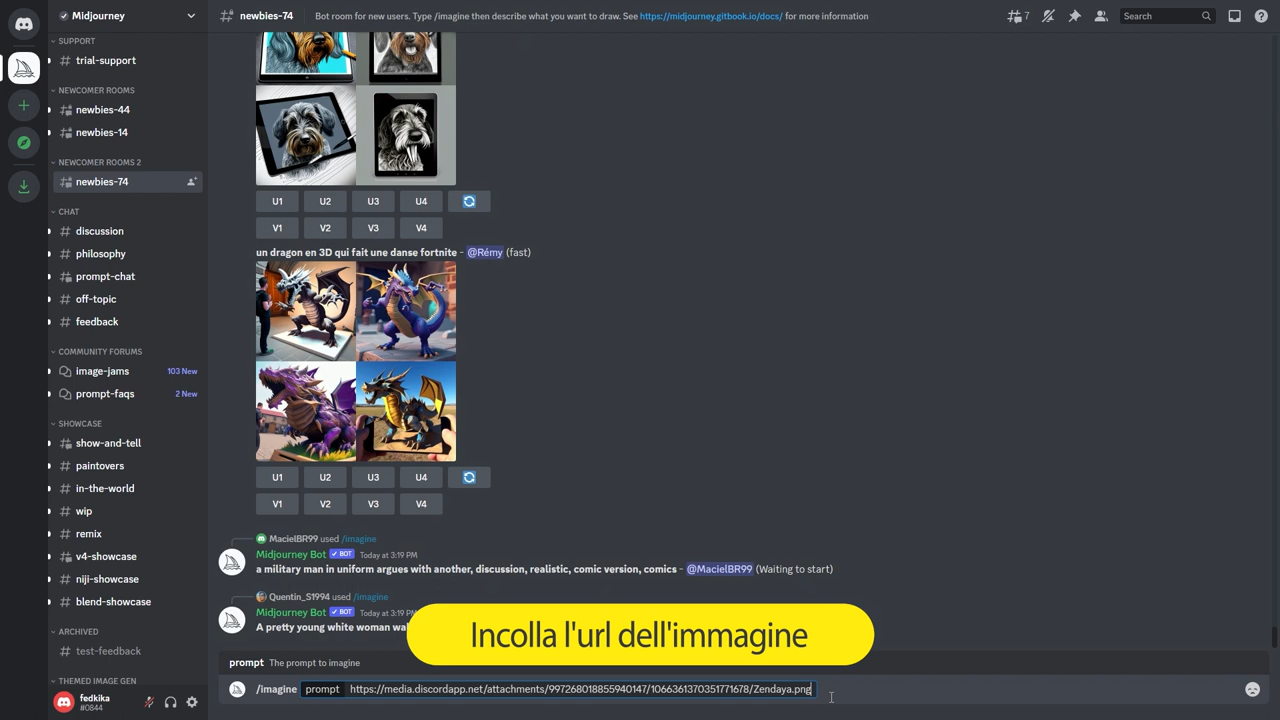 Midjourney
newbies-74
Bot room for new users. Type /imagine then describe what you want to draw. See https://midjourney.gitbook.io/docs/ for more information
7
Search
SUPPORT
trial-support
NEWCOMER ROOMS
newbies-44
newbies-14
NEWCOMER ROOMS 2
newbies-74
CHAT
discussion
philosophy
prompt-chat
off-topic
feedback
COMMUNITY FORUMS
image-jams 103 New
prompt-faqs 2 New
SHOWCASE
show-and-tell
paintovers
in-the-world
wip
remix
v4-showcase
niji-showcase
blend-showcase
ARCHIVED
test-feedback
THEMED IMAGE GEN
fedkika
#0844
U1 U2 U3 U4
V1 V2 V3 V4
un dragon en 3D qui fait une danse fortnite - @Rémy (fast)
U1 U2 U3 U4
V1 V2 V3 V4
MacielBR99 used /imagine
Midjourney Bot BOT Today at 3:19 PM
a military man in uniform argues with another, discussion, realistic, comic version, comics - @MacielBR99 (Waiting to start)
Quentin_S1994 used /imagine
Midjourney Bot BOT Today at 3:19 PM
A pretty young white woman
Incolla l'url dell'immagine
prompt The prompt to imagine
/imagine prompt https://media.discordapp.net/attachments/997268018855940147/1066361370351771678/Zendaya.png